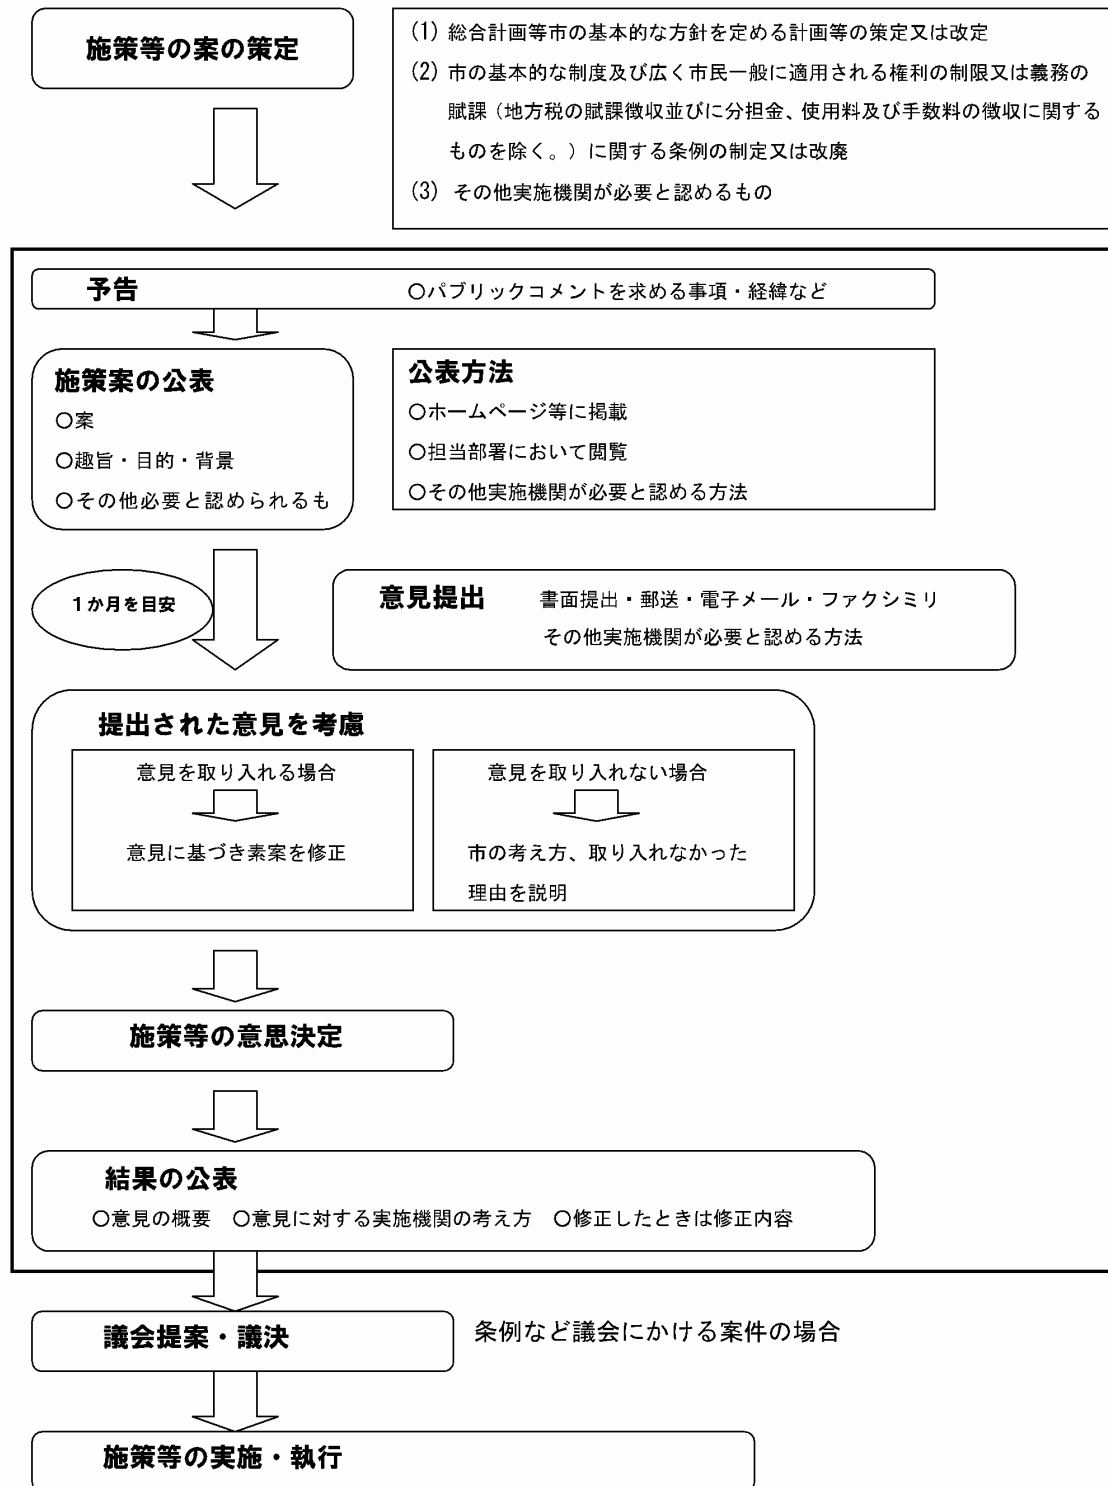 施策等の案の策定
(1) 総合計画等市の基本的な方針を定める計画等の策定又は改定
(2) 市の基本的な制度及び広く市民一般に適用される権利の制限又は義務の
賦課（地方税の賦課徴収並びに分担金、使用料及び手数料の徴収に関する
ものを除く。）に関する条例の制定又は改廃
(3) その他実施機関が必要と認めるもの
予告
○パブリックコメントを求める事項・経緯など
施策案の公表
○案
○趣旨・目的・背景
○その他必要と認められるも
公表方法
○ホームページ等に掲載
○担当部署において閲覧
○その他実施機関が必要と認める方法
１か月を目安
意見提出 書面提出・郵送・電子メール・ファクシミリ
その他実施機関が必要と認める方法
提出された意見を考慮
意見を取り入れる場合
意見に基づき素案を修正
意見を取り入れない場合
市の考え方、取り入れなかった
理由を説明
施策等の意思決定
結果の公表
○意見の概要 ○意見に対する実施機関の考え方 ○修正したときは修正内容
議会提案・議決
条例など議会にかける案件の場合
施策等の実施・執行